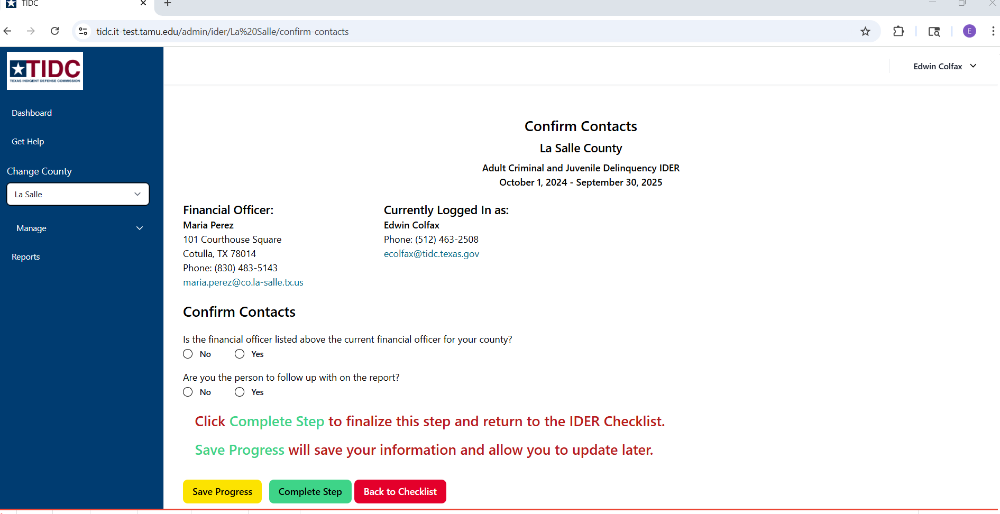 TIDC
tidc.it-test.tamu.edu/admin/ider/La%20Salle/confirm-contacts
E
TIDC
TEXAS INDIGENT DEFENSE COMMISSION
Edwin Colfax
Dashboard
Get Help
Change County
La Salle
Manage
Reports
Confirm Contacts
La Salle County
Adult Criminal and Juvenile Delinquency IDER
October 1, 2024 - September 30, 2025
Financial Officer:
Maria Perez
101 Courthouse Square
Cotulla, TX 78014
Phone: (830) 483-5143
maria.perez@co.la-salle.tx.us
Currently Logged In as:
Edwin Colfax
Phone: (512) 463-2508
ecolfax@tidc.texas.gov
Confirm Contacts
Is the financial officer listed above the current financial officer for your county?
No Yes
Are you the person to follow up with on the report?
No Yes
Click Complete Step to finalize this step and return to the IDER Checklist.
Save Progress will save your information and allow you to update later.
Save Progress Complete Step Back to Checklist